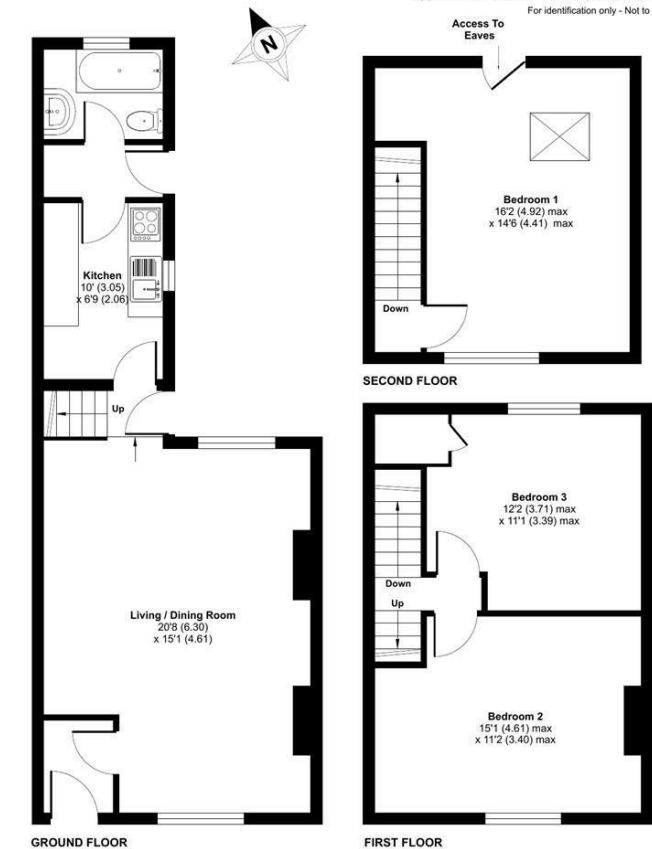 For identification only - Not to
N
Access To
Eaves
Bedroom 1
16'2 (4.92) max
x 14'6 (4.41) max
Down
SECOND FLOOR
Kitchen
10' (3.05)
x 6'9 (2.06)
Up
Living / Dining Room
20'8 (6.30)
x 15'1 (4.61)
GROUND FLOOR
Bedroom 3
12'2 (3.71) max
x 11'1 (3.39) max
Down
Up
Bedroom 2
15'1 (4.61) max
x 11'2 (3.40) max
FIRST FLOOR